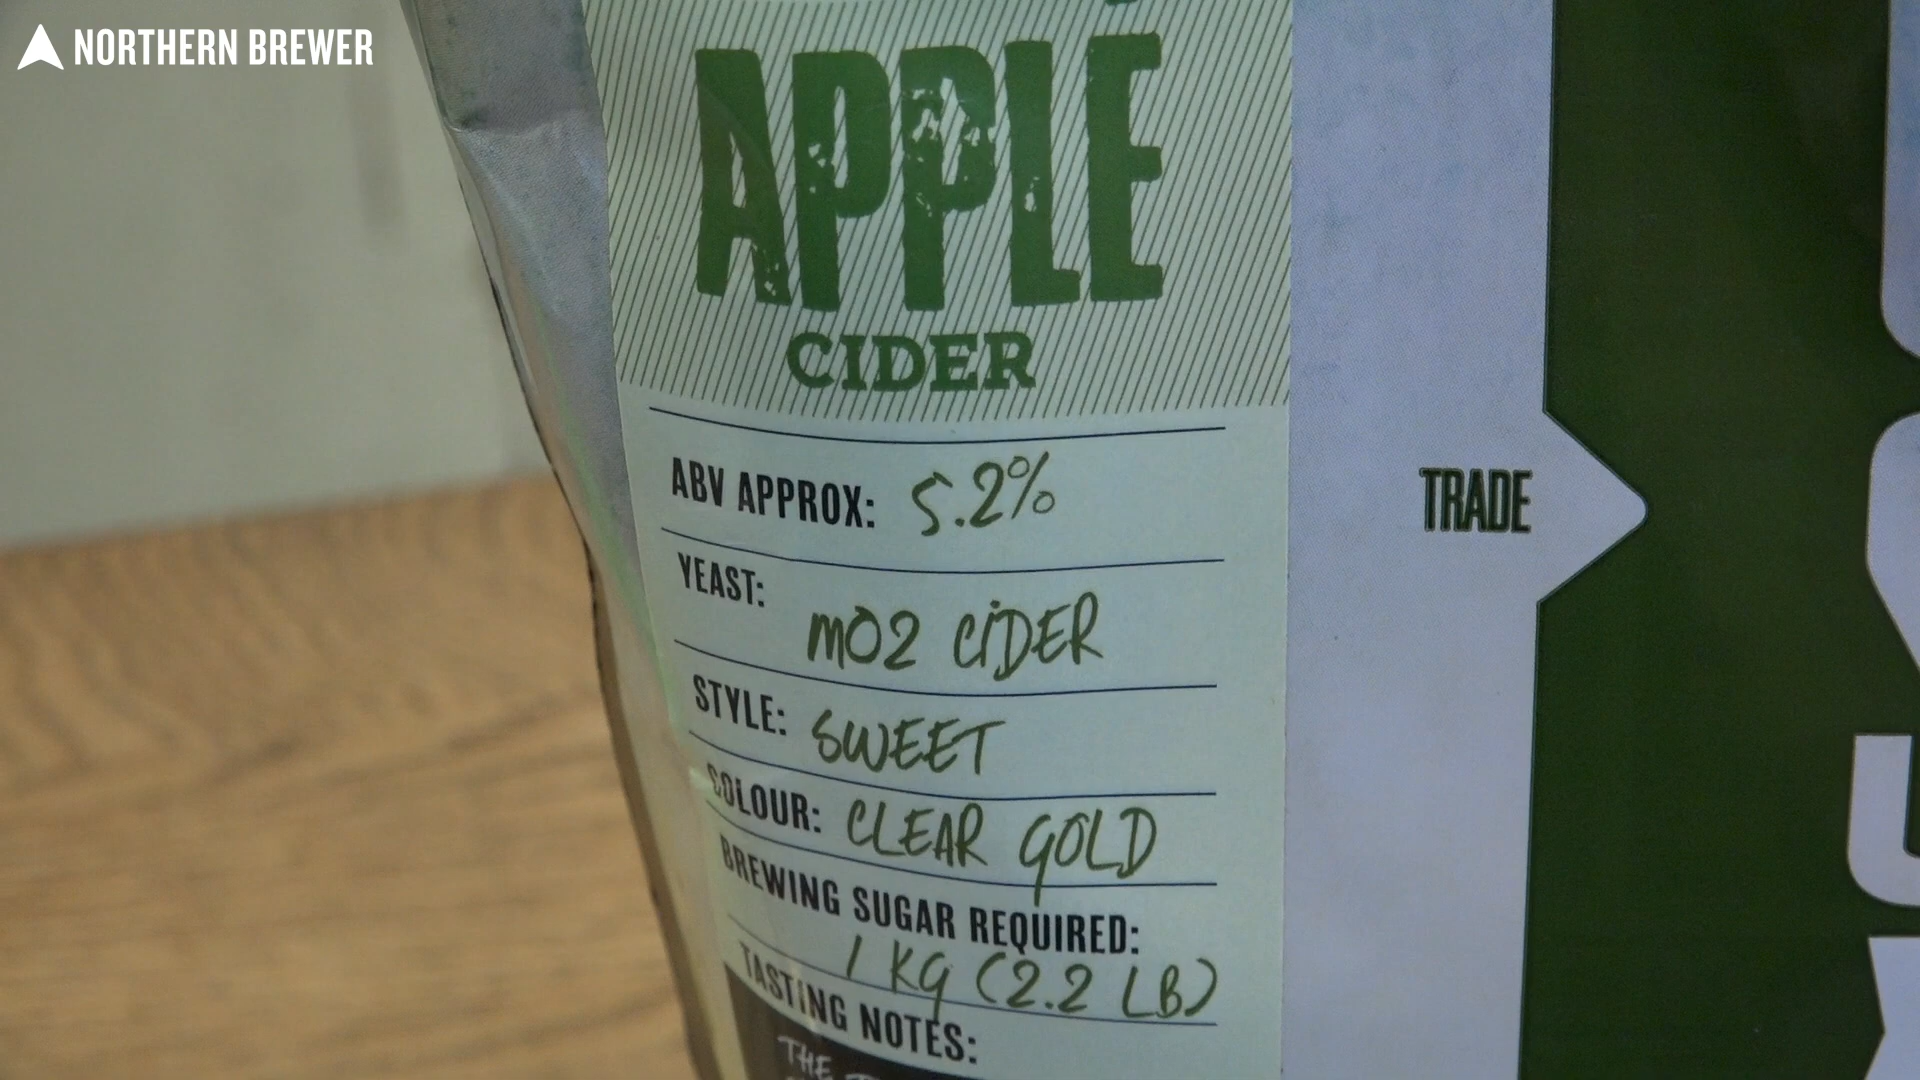 NORTHERN BREWER
APPLE
CIDER
ABV APPROX: 5.2%
YEAST:
M02 CIDER
STYLE: SWEET
COLOUR: CLEAR GOLD
BREWING SUGAR REQUIRED:
1 KG (2.2 LB)
TASTING NOTES:
THE
TRADE